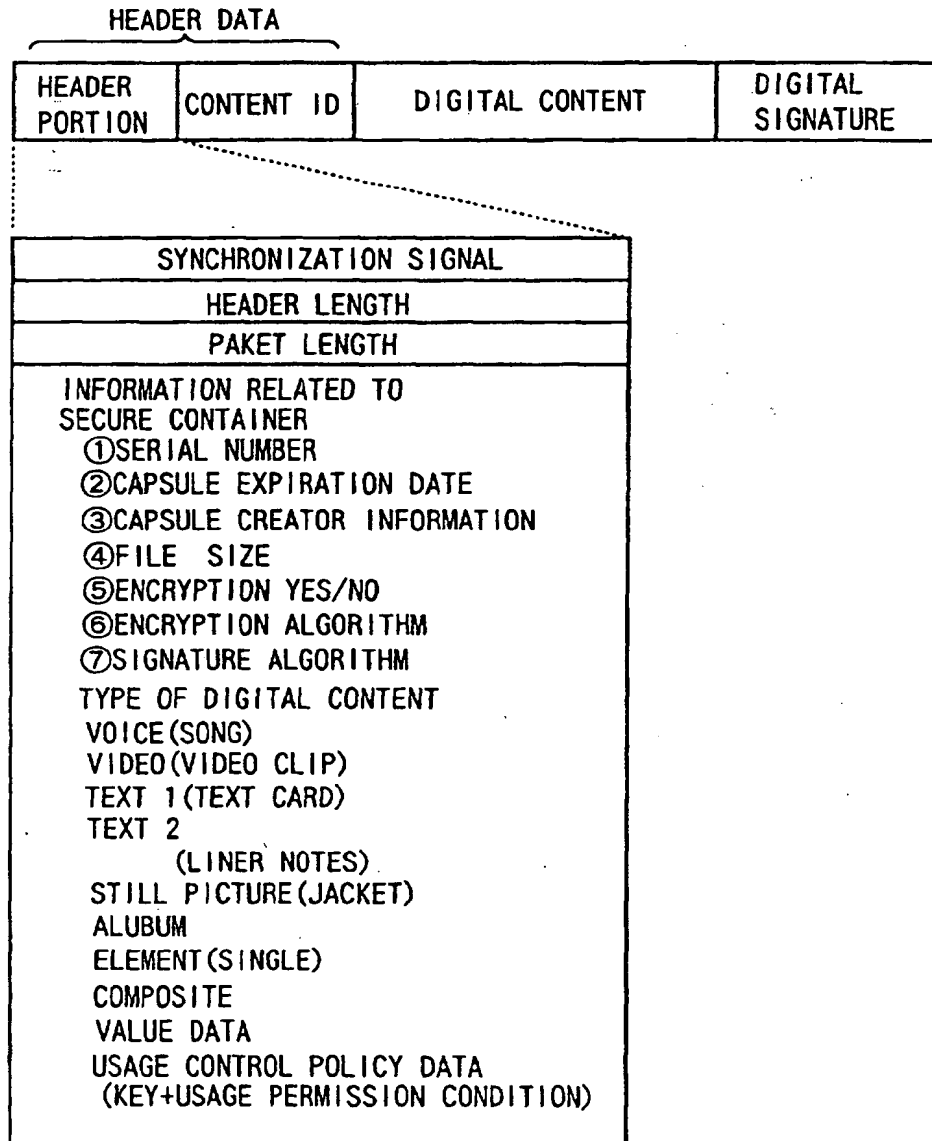 HEADER DATA
HEADER PORTION
CONTENT ID
DIGITAL CONTENT
DIGITAL SIGNATURE
SYNCHRONIZATION SIGNAL
HEADER LENGTH
PAKET LENGTH
INFORMATION RELATED TO
SECURE CONTAINER
①SERIAL NUMBER
②CAPSULE EXPIRATION DATE
③CAPSULE CREATOR INFORMATION
④FILE SIZE
⑤ENCRYPTION YES/NO
⑥ENCRYPTION ALGORITHM
⑦SIGNATURE ALGORITHM
TYPE OF DIGITAL CONTENT
VOICE(SONG)
VIDEO(VIDEO CLIP)
TEXT 1(TEXT CARD)
TEXT 2
(LINER NOTES)
STILL PICTURE(JACKET)
ALUBUM
ELEMENT(SINGLE)
COMPOSITE
VALUE DATA
USAGE CONTROL POLICY DATA
(KEY+USAGE PERMISSION CONDITION)